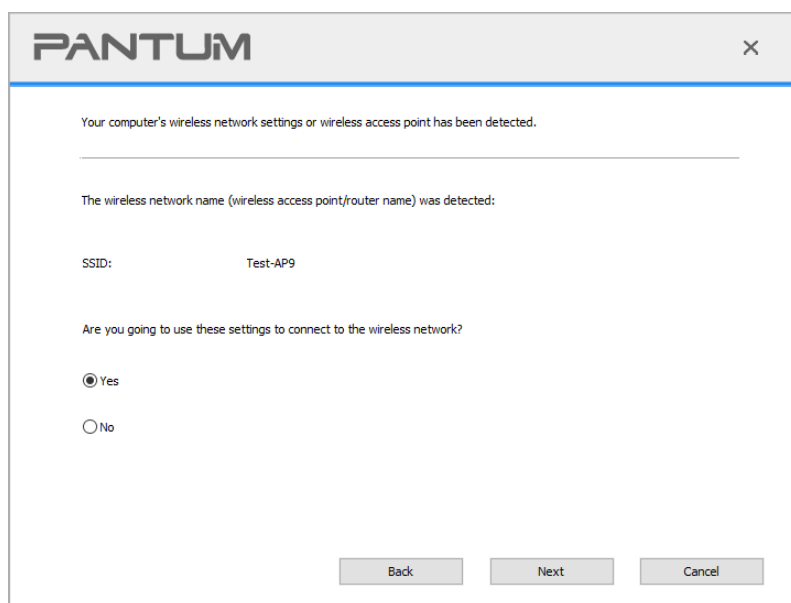 PANTUM
Your computer's wireless network settings or wireless access point has been detected.
The wireless network name (wireless access point/router name) was detected:
SSID: Test-AP9
Are you going to use these settings to connect to the wireless network?
Yes
No
Back Next Cancel